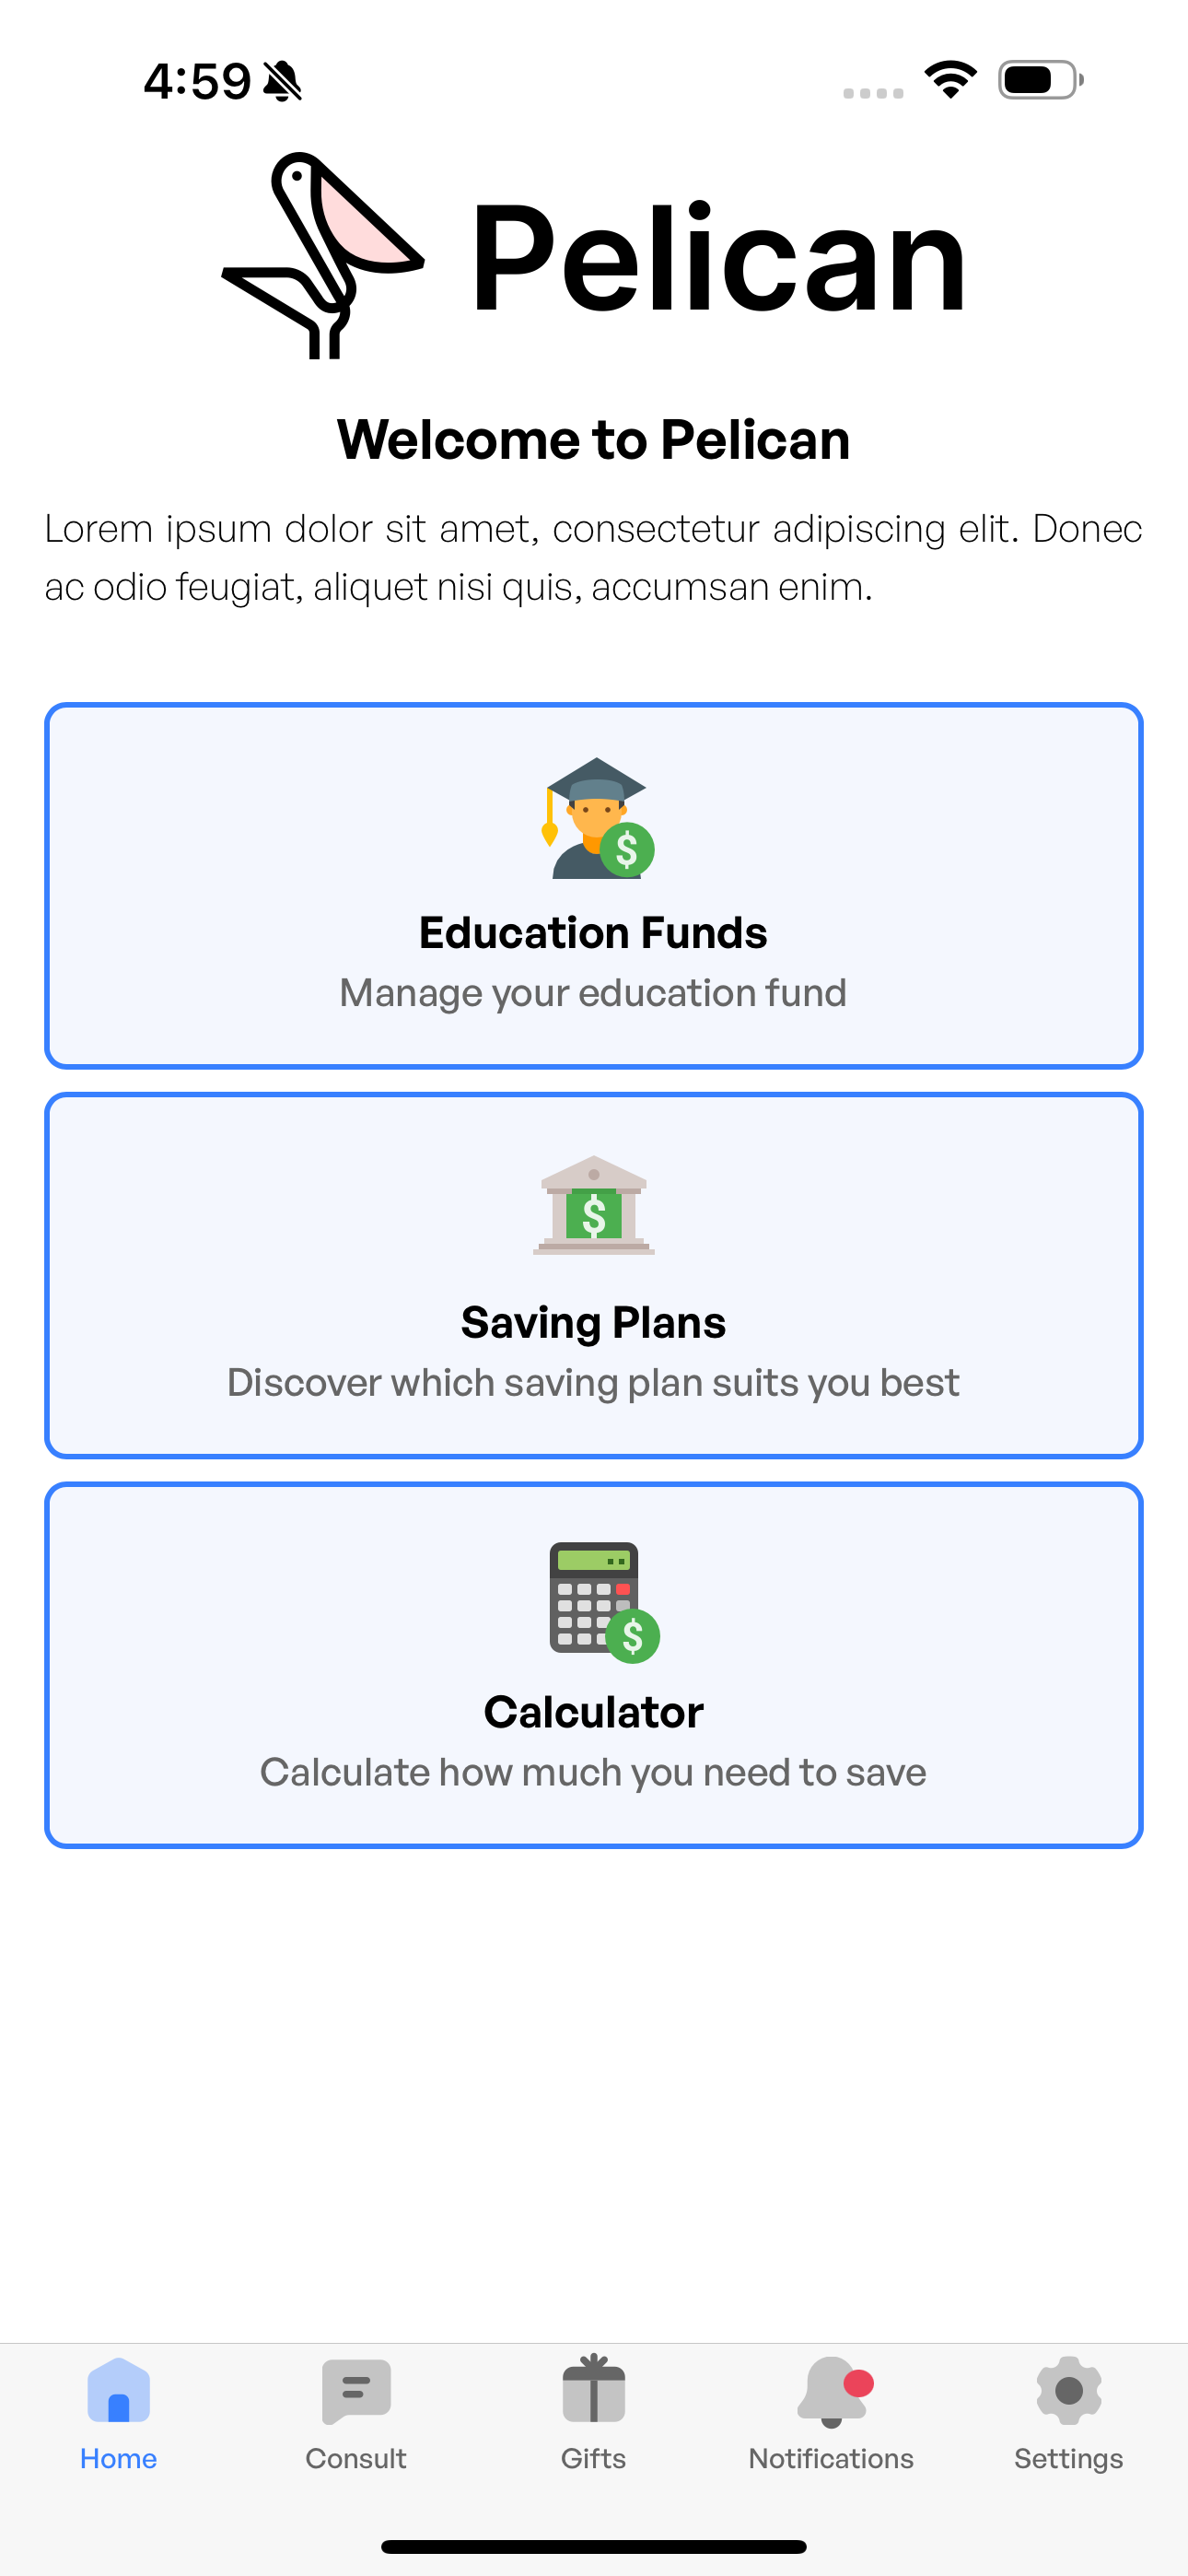 4:59
Pelican
Welcome to Pelican
Lorem ipsum dolor sit amet, consectetur adipiscing elit. Donec
ac odio feugiat, aliquet nisi quis, accumsan enim.
$
Education Funds
Manage your education fund
$
Saving Plans
Discover which saving plan suits you best
$
Calculator
Calculate how much you need to save
Home
Consult
Gifts
Notifications
Settings